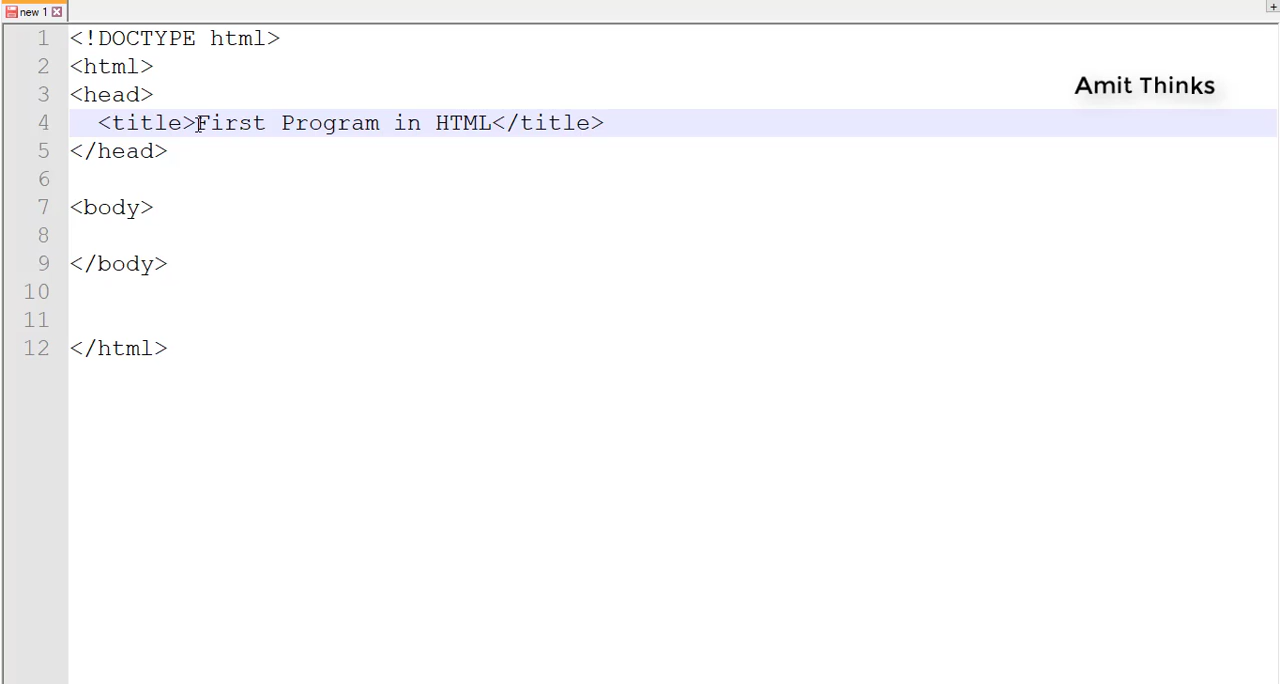 new 1
1 <!DOCTYPE html>
2 <html>
3 <head>
Amit Thinks
4   <title>First Program in HTML</title>
5 </head>
6
7 <body>
8
9 </body>
10
11
12 </html>